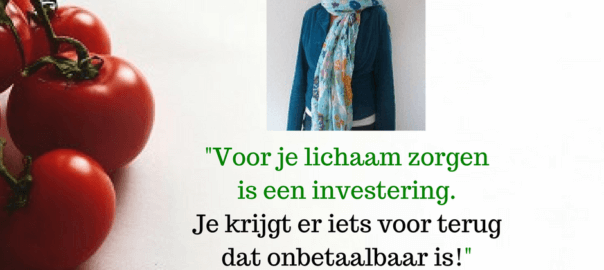 "Voor je lichaam zorgen
is een investering.
Je krijgt er iets voor terug
dat onbetaalbaar is!"